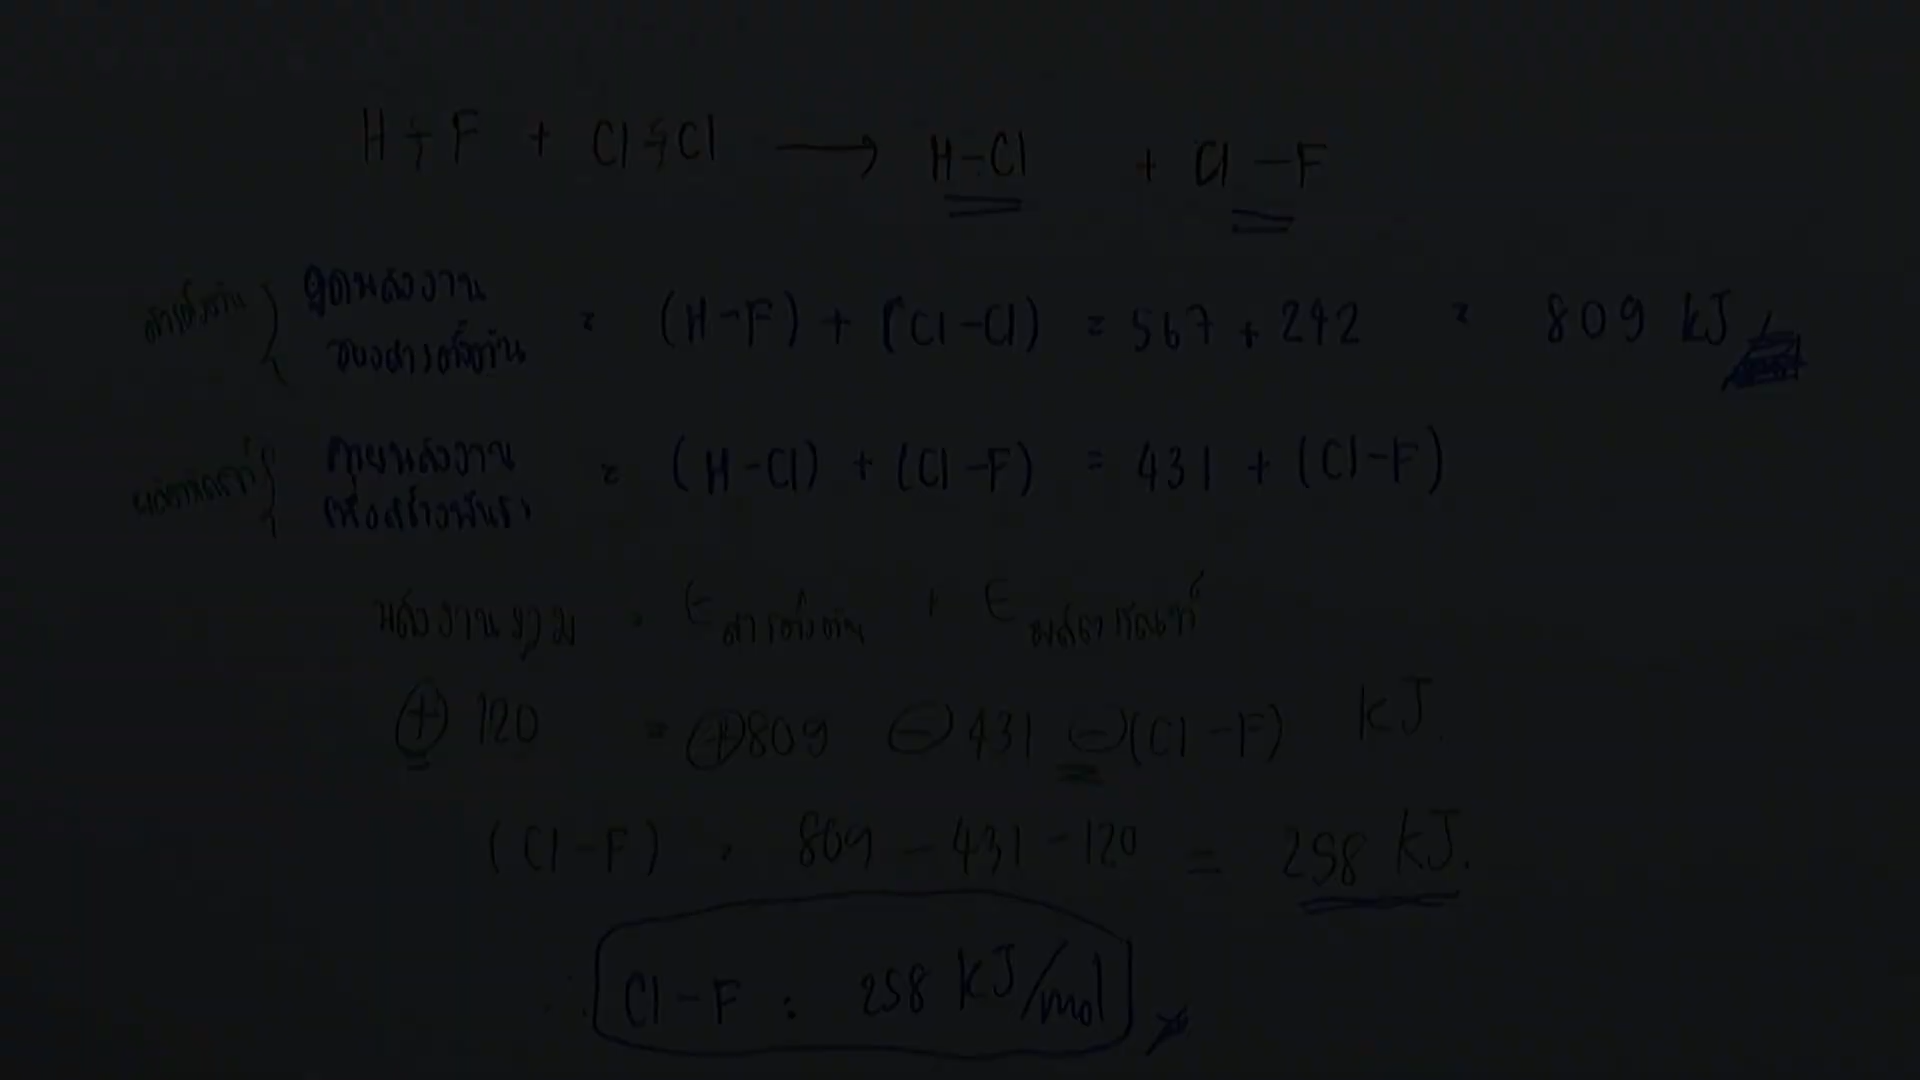 H-F + Cl-Cl → H-Cl + Cl-F
สารตั้งต้น } ดูดพลังงาน
ของสารตั้งต้น = (H-F) + (Cl-Cl) = 567 + 242 = 809 kJ
ผลิตภัณฑ์ { คายพลังงาน
เพื่อสร้างพันธะ = (H-Cl) + (Cl-F) = 431 + (Cl-F)
พลังงานรวม = E สารตั้งต้น + E ผลิตภัณฑ์
+ 120 = + 809 - 431 - (Cl-F) kJ.
(Cl-F) = 809 - 431 - 120 = 258 kJ.
∴ Cl-F = 258 kJ/mol